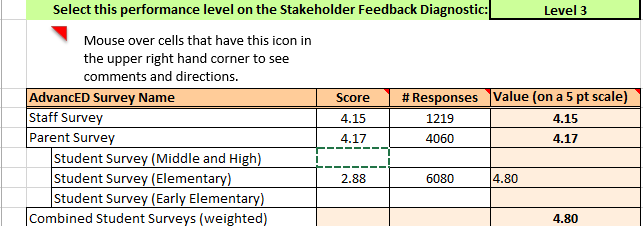 Select this performance level on the Stakeholder Feedback Diagnostic: Level 3
Mouse over cells that have this icon in
the upper right hand corner to see
comments and directions.
AdvancED Survey Name Score # Responses Value (on a 5 pt scale)
Staff Survey 4.15 1219 4.15
Parent Survey 4.17 4060 4.17
Student Survey (Middle and High)
Student Survey (Elementary) 2.88 6080 4.80
Student Survey (Early Elementary)
Combined Student Surveys (weighted) 4.80